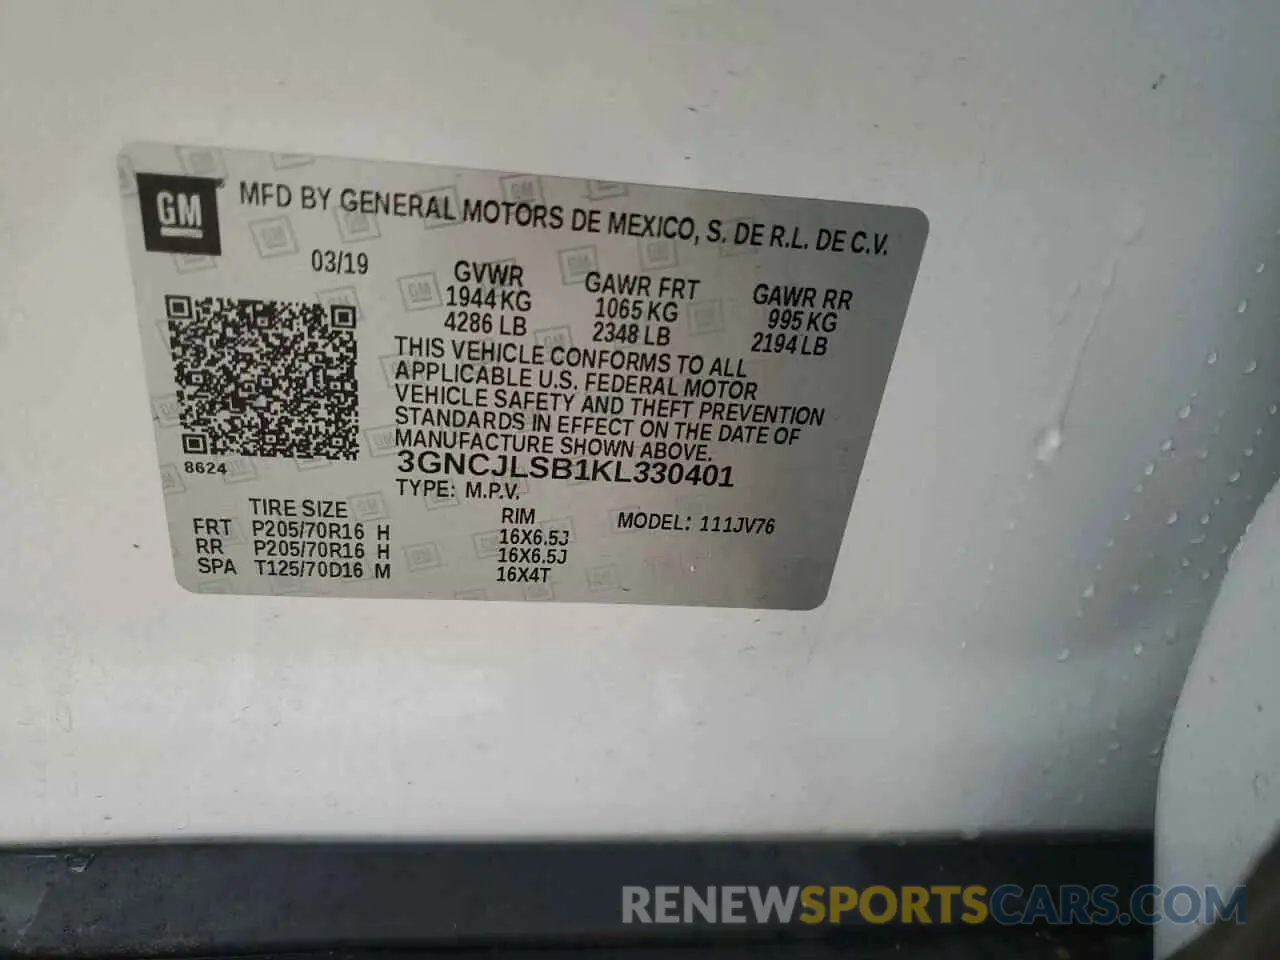 GM
MFD BY GENERAL MOTORS DE MEXICO, S. DE R.L. DE C.V.
03/19
GVWR GAWR FRT GAWR RR
1944 KG 1065 KG 995 KG
4286 LB 2348 LB 2194 LB
THIS VEHICLE CONFORMS TO ALL
APPLICABLE U.S. FEDERAL MOTOR
VEHICLE SAFETY AND THEFT PREVENTION
STANDARDS IN EFFECT ON THE DATE OF
MANUFACTURE SHOWN ABOVE.
8624
3GNCJLSB1KL330401
TYPE: M.P.V.
TIRE SIZE RIM MODEL: 111JV76
FRT P205/70R16 H 16X6.5J
RR P205/70R16 H 16X6.5J
SPA T125/70D16 M 16X4T
RENEWSPORTSCARS.COM